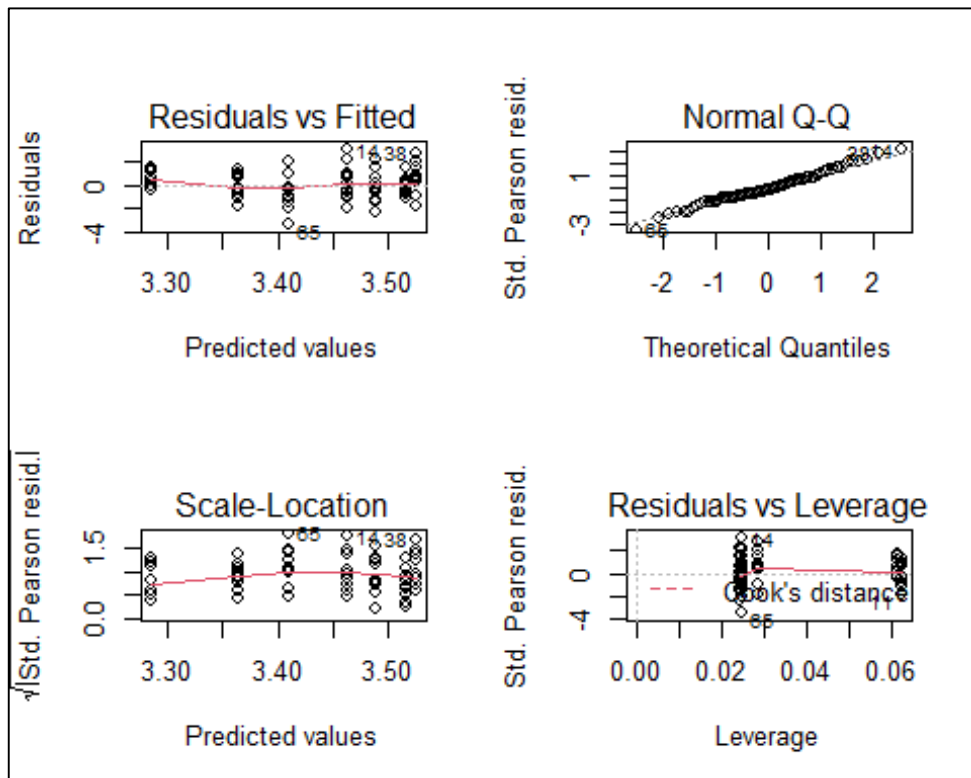 Residuals vs Fitted
Residuals
0
-4
14
38
65
3.30
3.40
3.50
Predicted values
Normal Q-Q
Std. Pearson resid.
1
-3
3814
65
-2
-1
0
1
2
Theoretical Quantiles
Scale-Location
√|Std. Pearson resid.|
1.5
0.0
65
14
38
3.30
3.40
3.50
Predicted values
Residuals vs Leverage
Std. Pearson resid.
0
-4
14
Cook's distance
11
65
0.00
0.02
0.04
0.06
Leverage